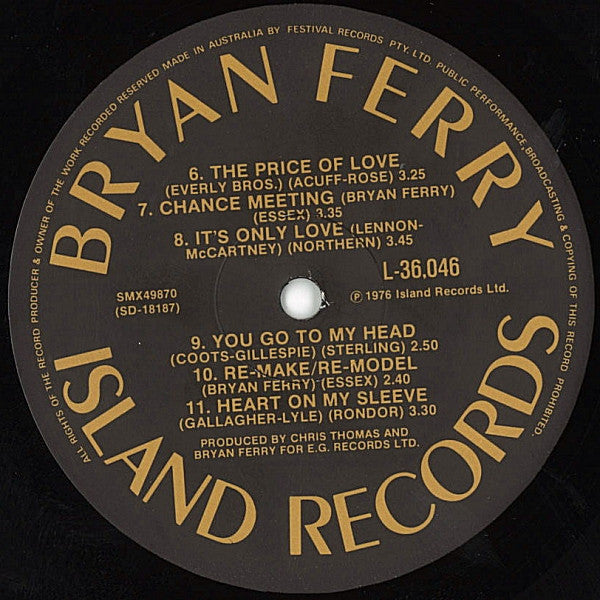 BRYAN FERRY
ALL RIGHTS OF THE RECORD PRODUCER & OWNER OF THE WORK RECORDED RESERVED MADE IN AUSTRALIA BY FESTIVAL RECORDS PTY. LTD. PUBLIC PERFORMANCE, BROADCASTING & COPYING OF THIS RECORD PROHIBITED.
6. THE PRICE OF LOVE
(EVERLY BROS.) (ACUFF-ROSE) 3.25
7. CHANCE MEETING (BRYAN FERRY)
(ESSEX) 3.35
8. IT'S ONLY LOVE (LENNON-
McCARTNEY) (NORTHERN) 3.45
L-36,046
SMX49870
(SD-18187)
℗ 1976 Island Records Ltd.
9. YOU GO TO MY HEAD
(COOTS-GILLESPIE) (STERLING) 2.50
10. RE-MAKE/RE-MODEL
(BRYAN FERRY) (ESSEX) 2.40
11. HEART ON MY SLEEVE
(GALLAGHER-LYLE) (RONDOR) 3.30
PRODUCED BY CHRIS THOMAS AND
BRYAN FERRY FOR E.G. RECORDS LTD.
ISLAND RECORDS